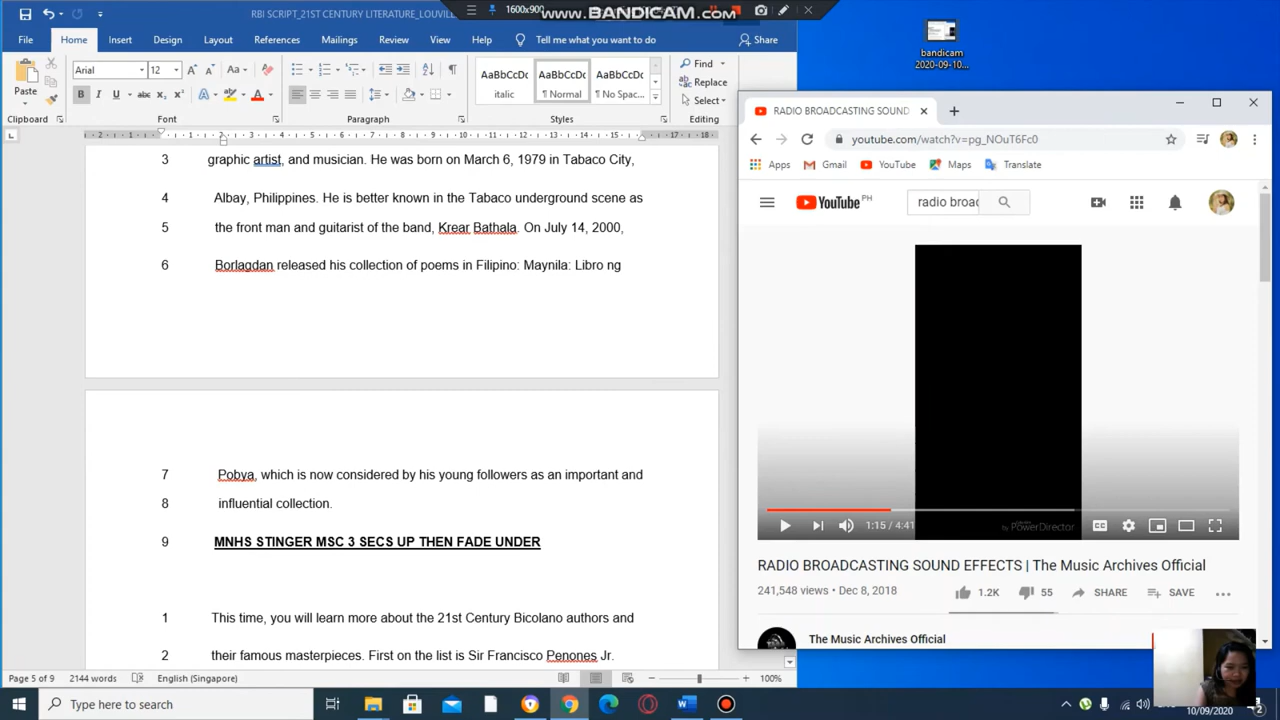 RBI SCRIPT_21ST CENTURY LITERATURE_LOUVILLE
1600x900
www.BANDICAM.com
File Home Insert Design Layout References Mailings Review View Help Tell me what you want to do Share
Paste
Arial 12
Aa
AaBbCcDc AaBbCcDc AaBbCcDc
italic ¶ Normal ¶ No Spac...
Find
Replace
Select
Clipboard Font Paragraph Styles Editing
3 graphic artist, and musician. He was born on March 6, 1979 in Tabaco City,
4 Albay, Philippines. He is better known in the Tabaco underground scene as
5 the front man and guitarist of the band, Krear Bathala. On July 14, 2000,
6 Borlagdan released his collection of poems in Filipino: Maynila: Libro ng
7 Pobya, which is now considered by his young followers as an important and
8 influential collection.
9 MNHS STINGER MSC 3 SECS UP THEN FADE UNDER
1 This time, you will learn more about the 21st Century Bicolano authors and
2 their famous masterpieces. First on the list is Sir Francisco Penones Jr.
Page 5 of 9 2144 words English (Singapore) 100%
bandicam
2020-09-10...
RADIO BROADCASTING SOUND
youtube.com/watch?v=pg_NOuT6Fc0
Apps Gmail YouTube Maps Translate
YouTube PH
radio broad
1:15 / 4:41
by PowerDirector
RADIO BROADCASTING SOUND EFFECTS | The Music Archives Official
241,548 views • Dec 8, 2018
1.2K 55 SHARE SAVE
The Music Archives Official
Type here to search
10/09/2020
2